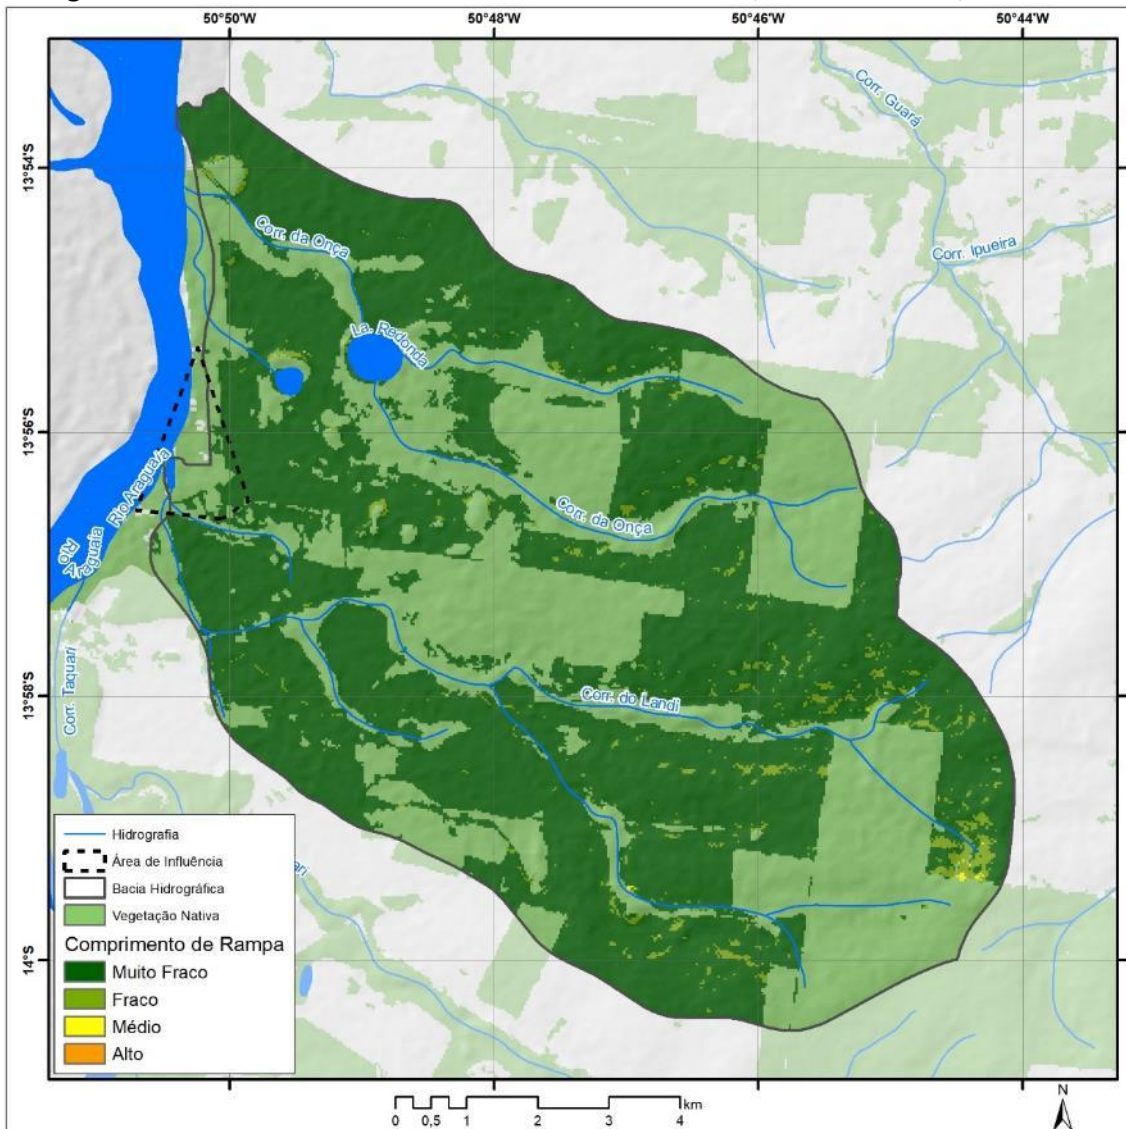 50°50'W 50°48'W 50°46'W 50°44'W
13°54'S
13°56'S
13°58'S
14°S
Corr. Guará
Corr. da Onça
Corr. Ipueira
La. Redonda
Rio Araguaia
Rio
Araguaia
Corr. da Onça
Corr. Taquari
Corr. do Landi
ari
Hidrografia
Área de Influência
Bacia Hidrográfica
Vegetação Nativa
Comprimento de Rampa
Muito Fraco
Fraco
Médio
Alto
km
0 0,5 1 2 3 4
N